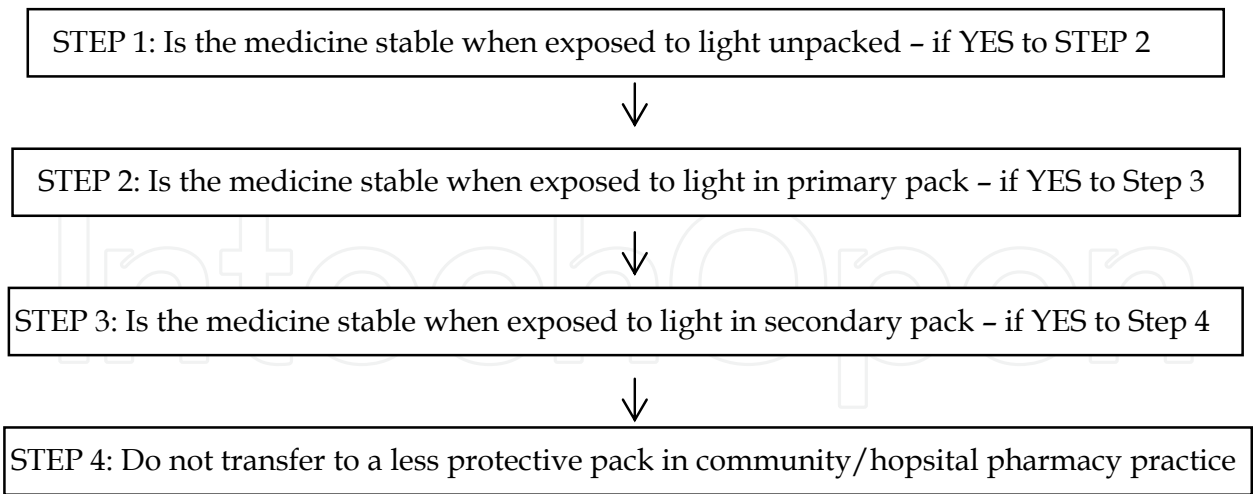 STEP 1: Is the medicine stable when exposed to light unpacked – if YES to STEP 2
STEP 2: Is the medicine stable when exposed to light in primary pack – if YES to Step 3
IntechOpen
STEP 3: Is the medicine stable when exposed to light in secondary pack – if YES to Step 4
STEP 4: Do not transfer to a less protective pack in community/hopsital pharmacy practice